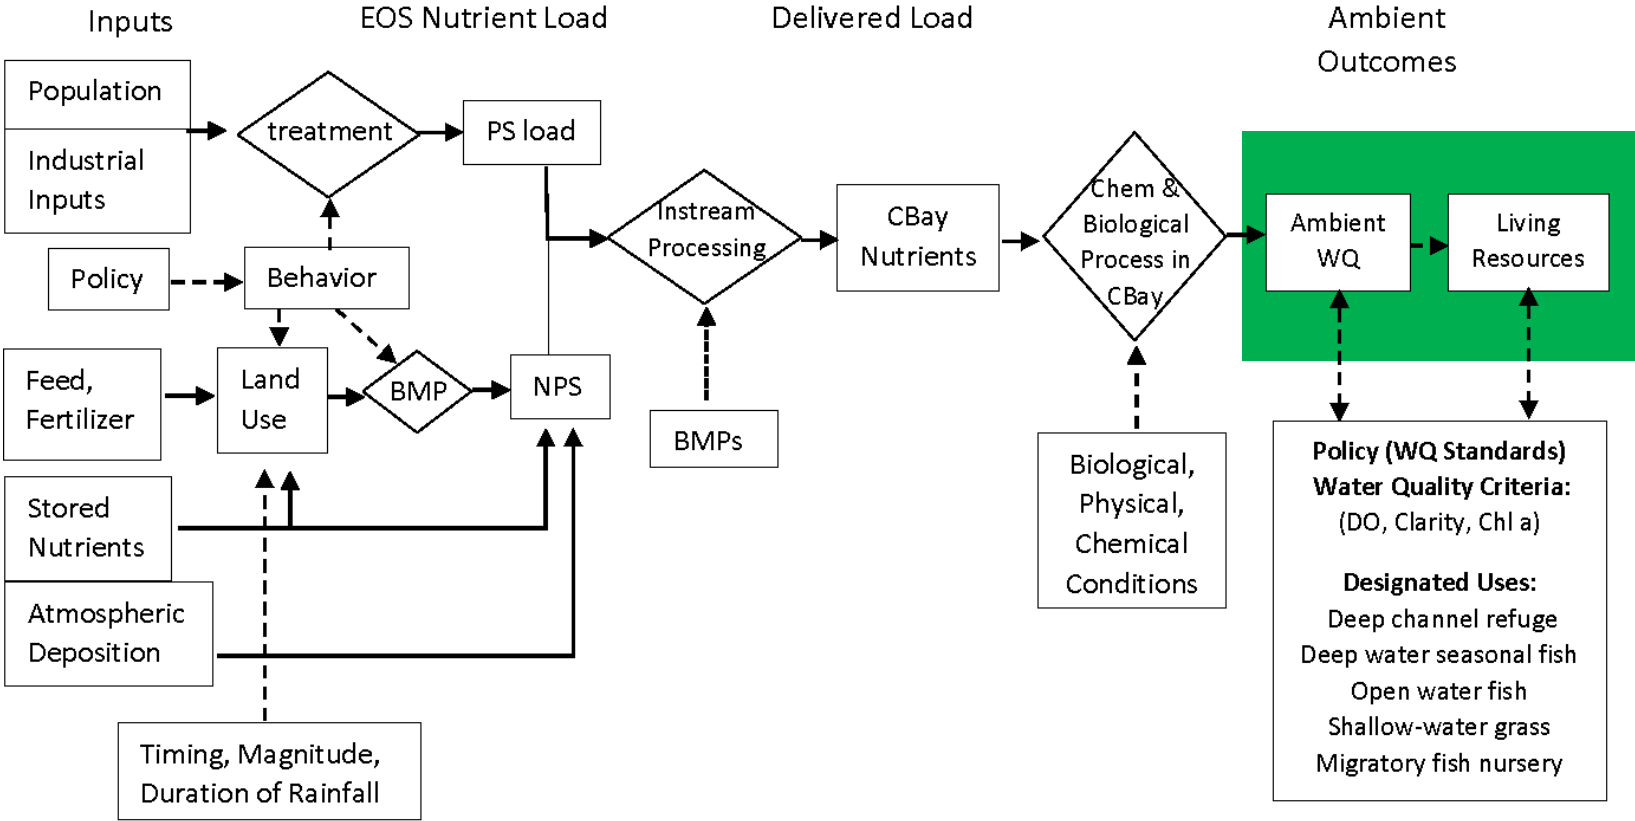 Inputs
EOS Nutrient Load
Delivered Load
Ambient
Outcomes
Population
Industrial
Inputs
treatment
PS load
Policy
Behavior
Feed,
Fertilizer
Land
Use
BMP
NPS
Stored
Nutrients
Atmospheric
Deposition
Timing, Magnitude,
Duration of Rainfall
Instream
Processing
BMPs
CBay
Nutrients
Chem &
Biological
Process in
CBay
Biological,
Physical,
Chemical
Conditions
Ambient
WQ
Living
Resources
Policy (WQ Standards)
Water Quality Criteria:
(DO, Clarity, Chl a)
Designated Uses:
Deep channel refuge
Deep water seasonal fish
Open water fish
Shallow-water grass
Migratory fish nursery